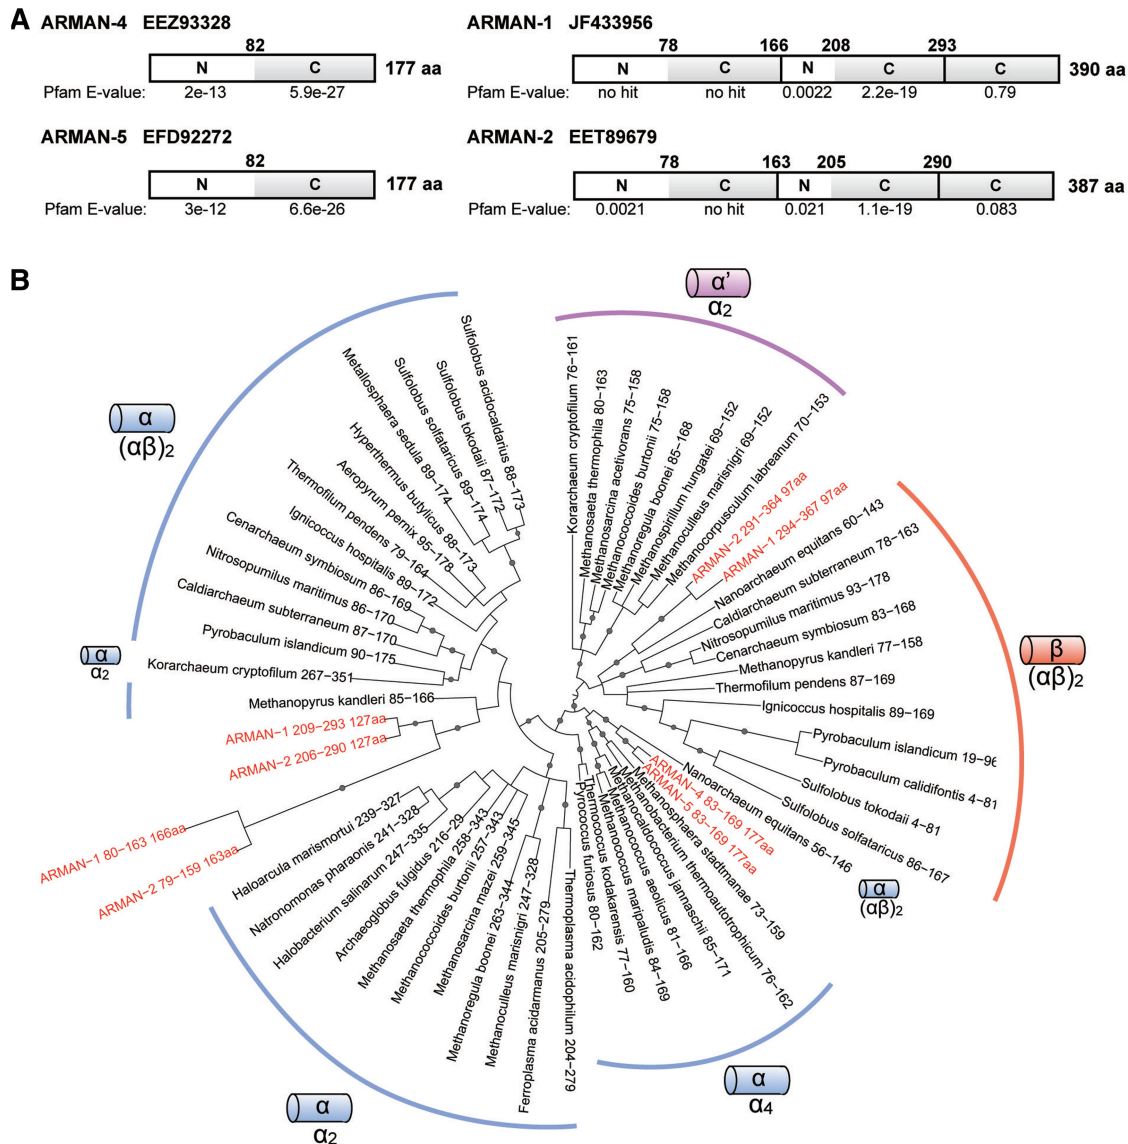 A
ARMAN-4 EEZ93328
82
N C 177 aa
Pfam E-value: 2e-13 5.9e-27
ARMAN-5 EFD92272
82
N C 177 aa
Pfam E-value: 3e-12 6.6e-26
ARMAN-1 JF433956
78 166 208 293
N C N C C 390 aa
Pfam E-value: no hit no hit 0.0022 2.2e-19 0.79
ARMAN-2 EET89679
78 163 205 290
N C N C C 387 aa
Pfam E-value: 0.0021 no hit 0.021 1.1e-19 0.083
B
α
(αβ)2
Sulfolobus acidocaldarius 88–173
Sulfolobus tokodaii 87–172
Sulfolobus solfataricus 89–174
Metallosphaera sedula 89–174
Hyperthermus butylicus 88–173
Aeropyrum pernix 95–178
Thermofilum pendens 79–164
Ignicoccus hospitalis 89–172
Cenarchaeum symbiosum 86–169
Nitrosopumilus maritimus 86–170
Caldiarchaeum subterraneum 87–170
Pyrobaculum islandicum 90–175
Korarchaeum cryptofilum 267–351
α
α2
Methanopyrus kandleri 85–166
ARMAN-1 209–293 127aa
ARMAN-2 206–290 127aa
ARMAN-1 80–163 166aa
ARMAN-2 79–159 163aa
Haloarcula marismortui 239–327
Natronomonas pharaonis 241–328
Halobacterium salinarum 247–335
Archaeoglobus fulgidus 216–29
Methanosaeta thermophila 258–343
Methanococcoides burtonii 257–343
Methanosarcina mazei 259–345
Methanoregula boonei 263–344
Methanoculleus marisnigri 247–328
Ferroplasma acidarmanus 205–279
Thermoplasma acidophilum 204–279
α
α2
Pyrococcus furiosus 80–162
Thermococcus kodakarensis 77–160
Methanococcus maripaludis 84–169
Methanococcus aeolicus 81–166
Methanocaldococcus jannaschii 85–171
Methanobacterium thermoautotrophicum 76–162
Methanosphaera stadtmanae 73–159
ARMAN-5 83–169 177aa
ARMAN-4 83–169 177aa
α
α4
Nanoarchaeum equitans 56–146
α
(αβ)2
Sulfolobus solfataricus 86–167
Sulfolobus tokodaii 4–81
Pyrobaculum calidifontis 4–81
Pyrobaculum islandicum 19–96
Ignicoccus hospitalis 89–169
Thermofilum pendens 87–169
Methanopyrus kandleri 77–158
Cenarchaeum symbiosum 83–168
Nitrosopumilus maritimus 93–178
Caldiarchaeum subterraneum 78–163
Nanoarchaeum equitans 60–143
β
(αβ)2
ARMAN-1 294–367 97aa
ARMAN-2 291–364 97aa
Methanocorpusculum labreanum 70–153
Methanoculleus marisnigri 69–152
Methanospirillum hungatei 69–152
Methanoregula boonei 85–168
Methanococcoides burtonii 75–158
Methanosarcina acetivorans 75–158
Methanosaeta thermophila 80–163
Korarchaeum cryptofilum 76–161
α’
α2